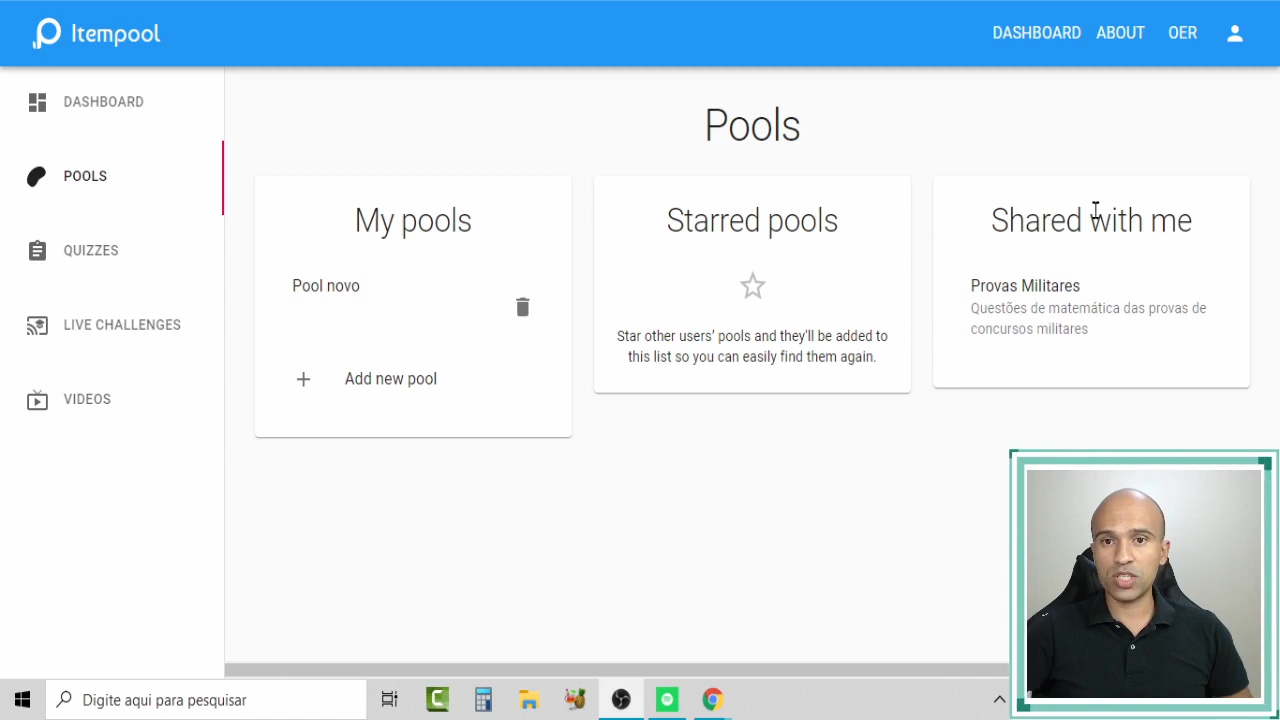 Itempool
DASHBOARD
ABOUT
OER
DASHBOARD
POOLS
QUIZZES
LIVE CHALLENGES
VIDEOS
Pools
My pools
Pool novo
Add new pool
Starred pools
Star other users' pools and they'll be added to
this list so you can easily find them again.
Shared with me
Provas Militares
Questões de matemática das provas de
concursos militares
Digite aqui para pesquisar